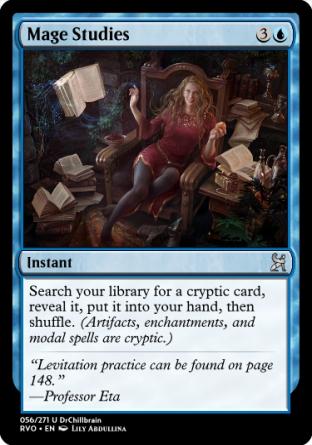 Mage Studies 3
Instant
Search your library for a cryptic card,
reveal it, put it into your hand, then
shuffle. (Artifacts, enchantments, and
modal spells are cryptic.)
“Levitation practice can be found on page
148.”
—Professor Eta
056/271 U DrChillbrain
RVO • EN Lily Abdullina